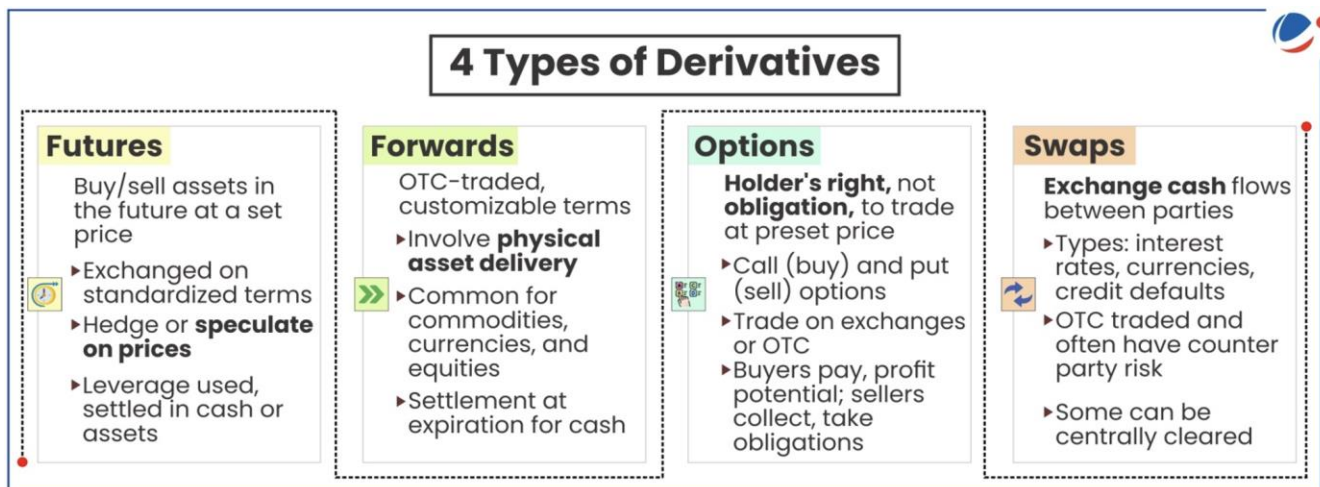 4 Types of Derivatives
Futures
Buy/sell assets in
the future at a set
price
▸Exchanged on
standardized terms
▸Hedge or speculate
on prices
▸Leverage used,
settled in cash or
assets
Forwards
OTC-traded,
customizable terms
▸Involve physical
asset delivery
▸Common for
commodities,
currencies, and
equities
▸Settlement at
expiration for cash
Options
Holder's right, not
obligation, to trade
at preset price
▸Call (buy) and put
(sell) options
▸Trade on exchanges
or OTC
▸Buyers pay, profit
potential; sellers
collect, take
obligations
Swaps
Exchange cash flows
between parties
▸Types: interest
rates, currencies,
credit defaults
▸OTC traded and
often have counter
party risk
▸Some can be
centrally cleared